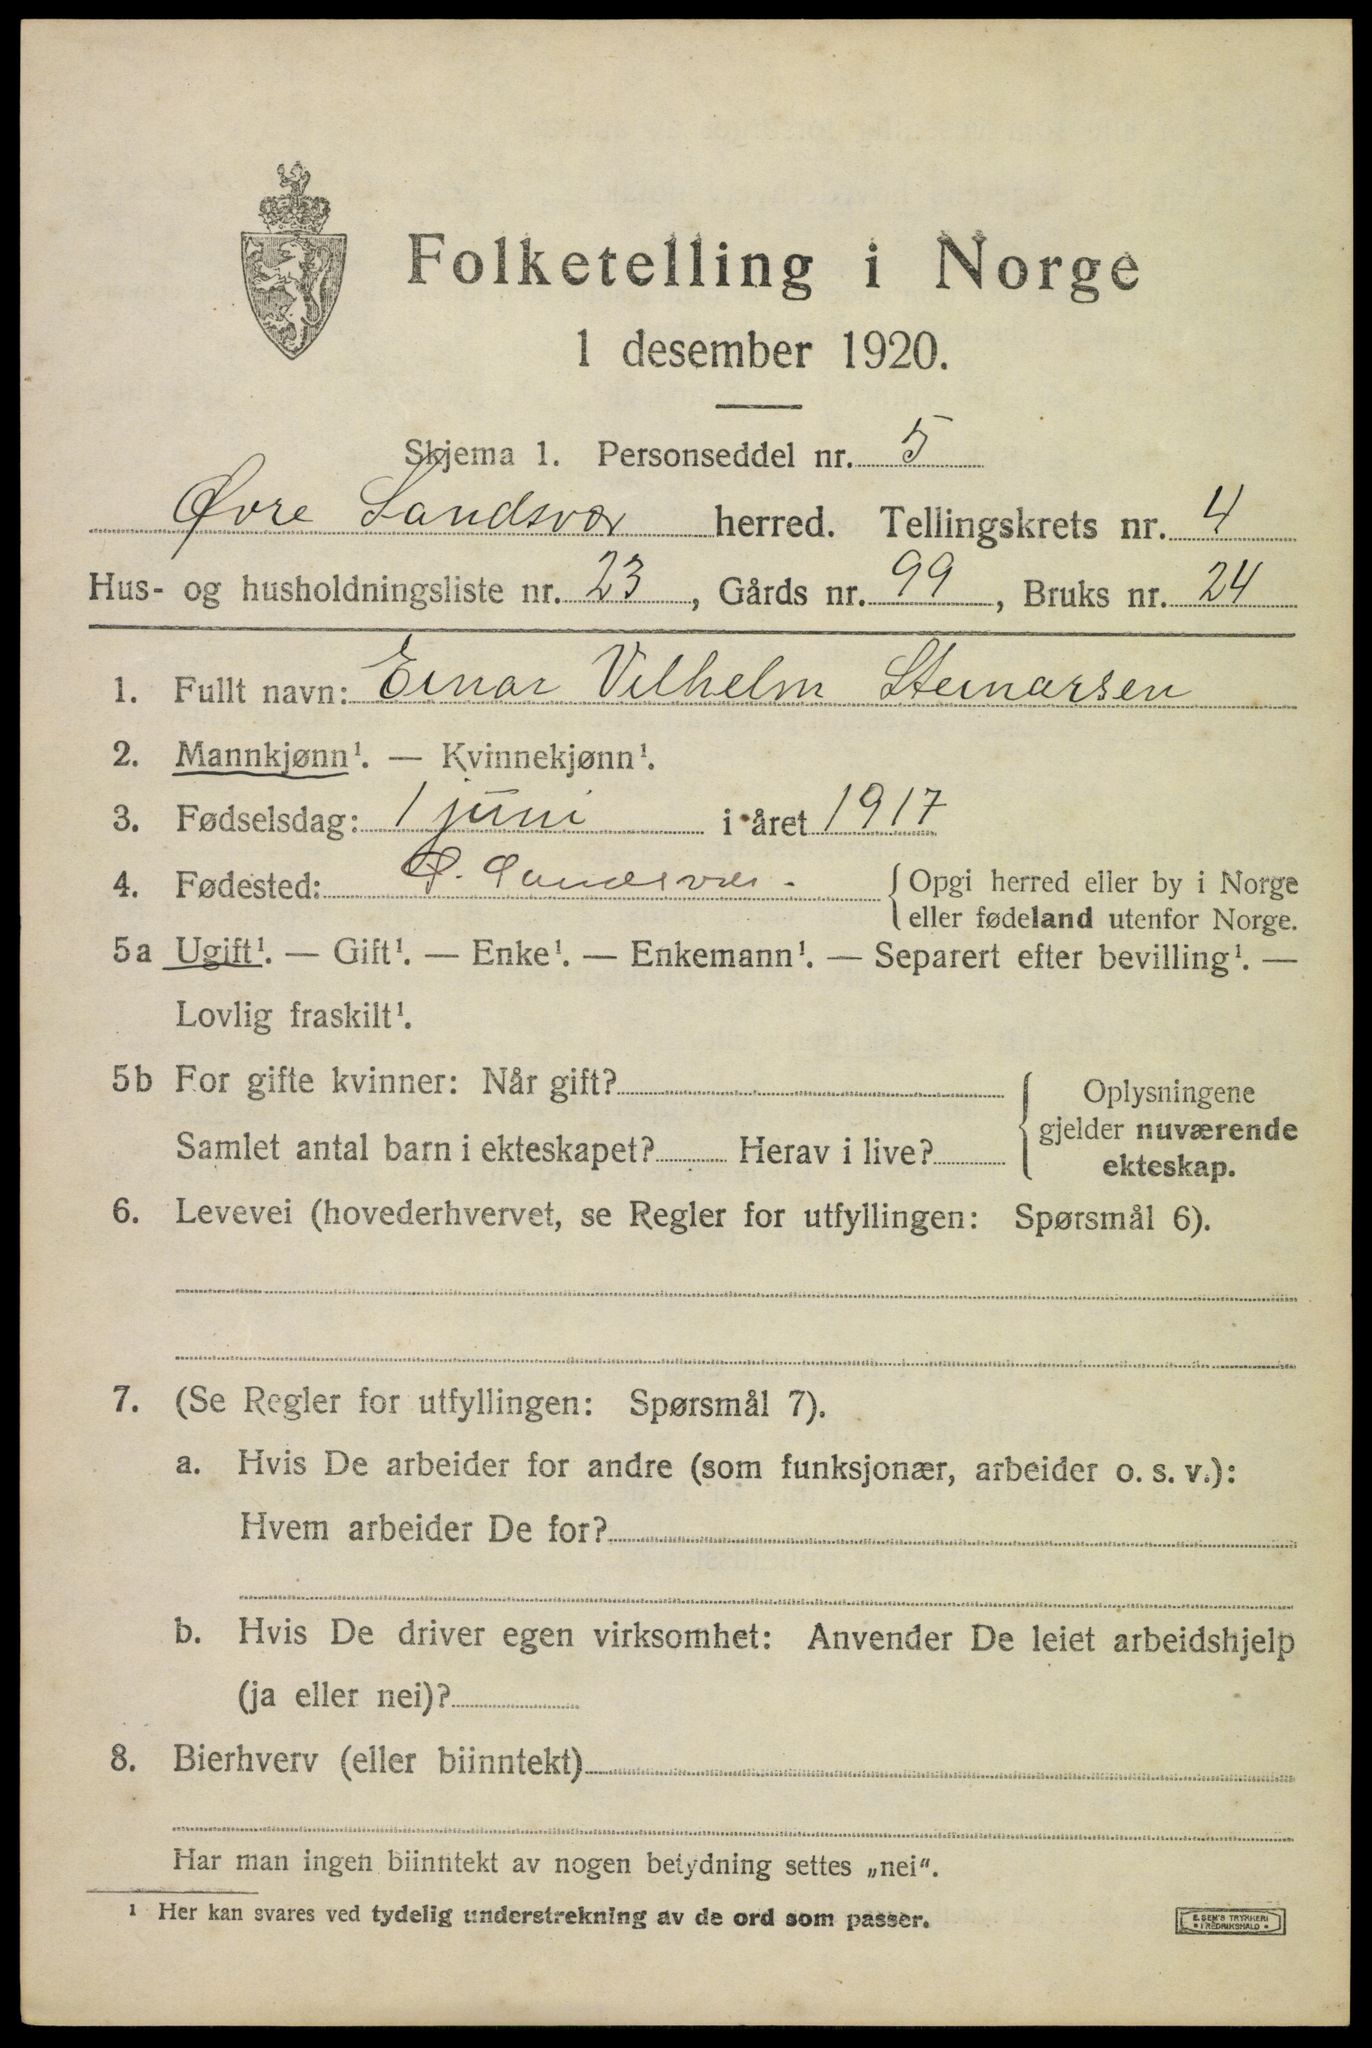 Folketelling i Norge
1 desember 1920.
Skjema 1. Personseddel nr. 5
Øvre Sandsvær herred. Tellingskrets nr. 4
Hus- og husholdningsliste nr. 23, Gårds nr. 99, Bruks nr. 24
1. Fullt navn: Einar Vilhelm Steinarsen
2. Mannkjønn¹. — Kvinnekjønn¹.
3. Fødselsdag: 1 juni i året 1917
4. Fødested: Ø. Sandsvær. { Opgi herred eller by i Norge
eller fødeland utenfor Norge.
5a Ugift¹. — Gift¹. — Enke¹. — Enkemann¹. — Separert efter bevilling¹. —
Lovlig fraskilt¹.
5b For gifte kvinner: Når gift? { Oplysningene
gjelder nuværende
Samlet antal barn i ekteskapet? Herav i live?
ekteskap.
6. Levevei (hovederhvervet, se Regler for utfyllingen: Spørsmål 6).
7. (Se Regler for utfyllingen: Spørsmål 7).
a. Hvis De arbeider for andre (som funksjonær, arbeider o. s. v.):
Hvem arbeider De for?
b. Hvis De driver egen virksomhet: Anvender De leiet arbeidshjelp
(ja eller nei)?
8. Bierhverv (eller biinntekt)
Har man ingen biinntekt av nogen betydning settes „nei“.
¹ Her kan svares ved tydelig understrekning av de ord som passer.
E. SEM'S TRYKKERI
• FREDRIKSHALD •